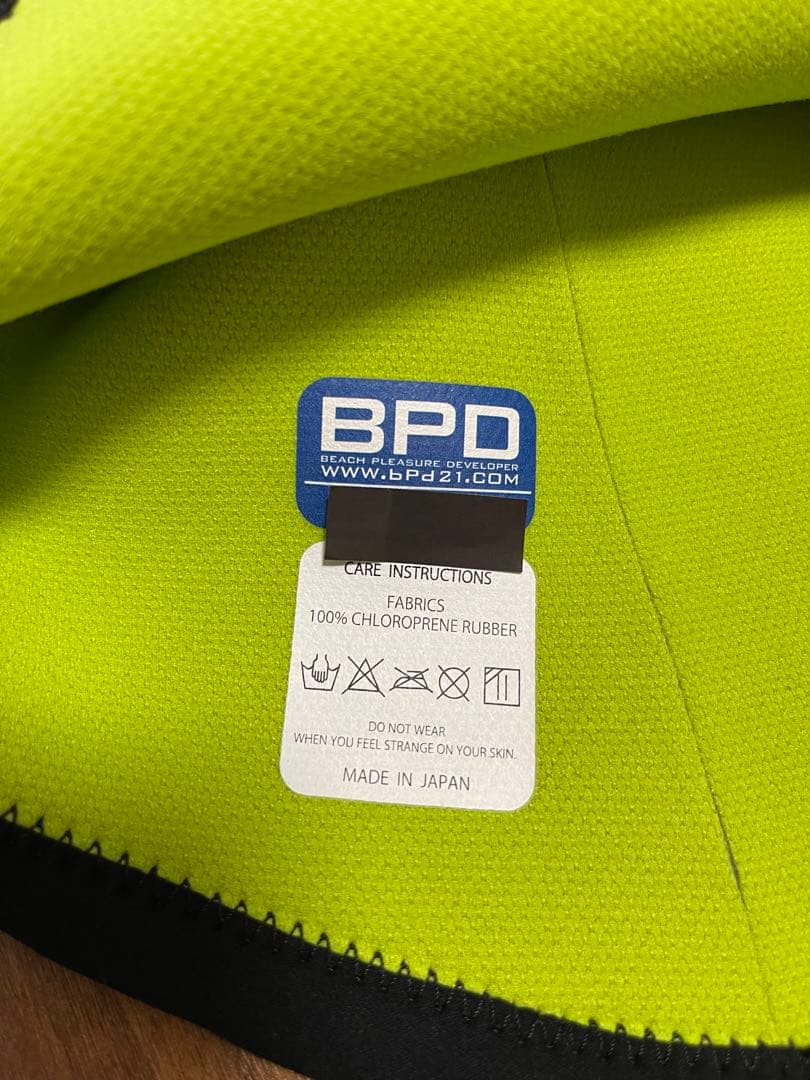 BPD
BEACH PLEASURE DEVELOPER
WWW.bPd21.COM
CARE INSTRUCTIONS
FABRICS
100% CHLOROPRENE RUBBER
DO NOT WEAR
WHEN YOU FEEL STRANGE ON YOUR SKIN.
MADE IN JAPAN